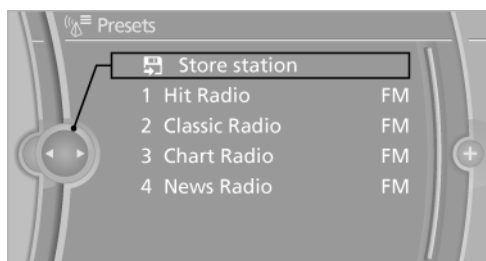 Presets
Store station
1 Hit Radio FM
2 Classic Radio FM
3 Chart Radio FM
4 News Radio FM